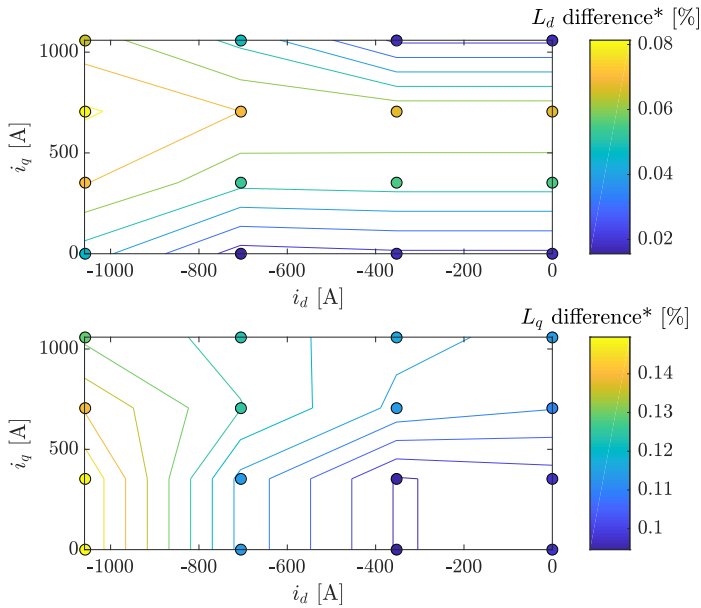 L_d difference* [%]
1000
500
0
i_q [A]
-1000 -800 -600 -400 -200 0
i_d [A]
0.08
0.06
0.04
0.02
L_q difference* [%]
1000
500
0
i_q [A]
-1000 -800 -600 -400 -200 0
i_d [A]
0.14
0.13
0.12
0.11
0.1